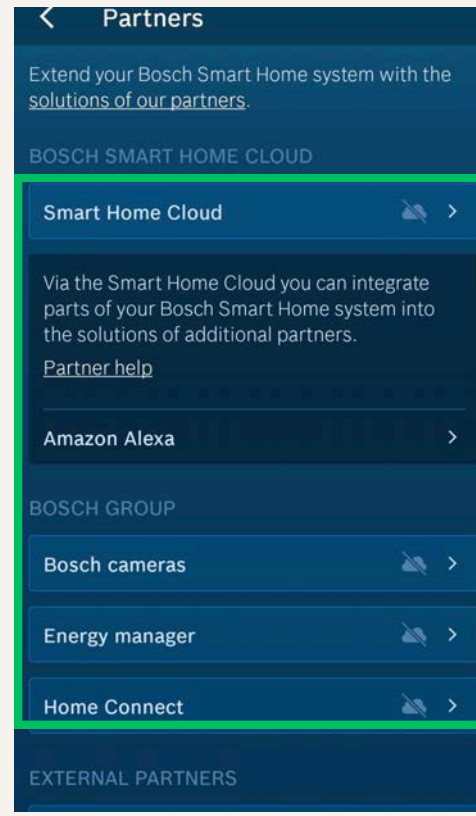 Partners
Extend your Bosch Smart Home system with the
solutions of our partners.
BOSCH SMART HOME CLOUD
Smart Home Cloud
Via the Smart Home Cloud you can integrate
parts of your Bosch Smart Home system into
the solutions of additional partners.
Partner help
Amazon Alexa
BOSCH GROUP
Bosch cameras
Energy manager
Home Connect
EXTERNAL PARTNERS